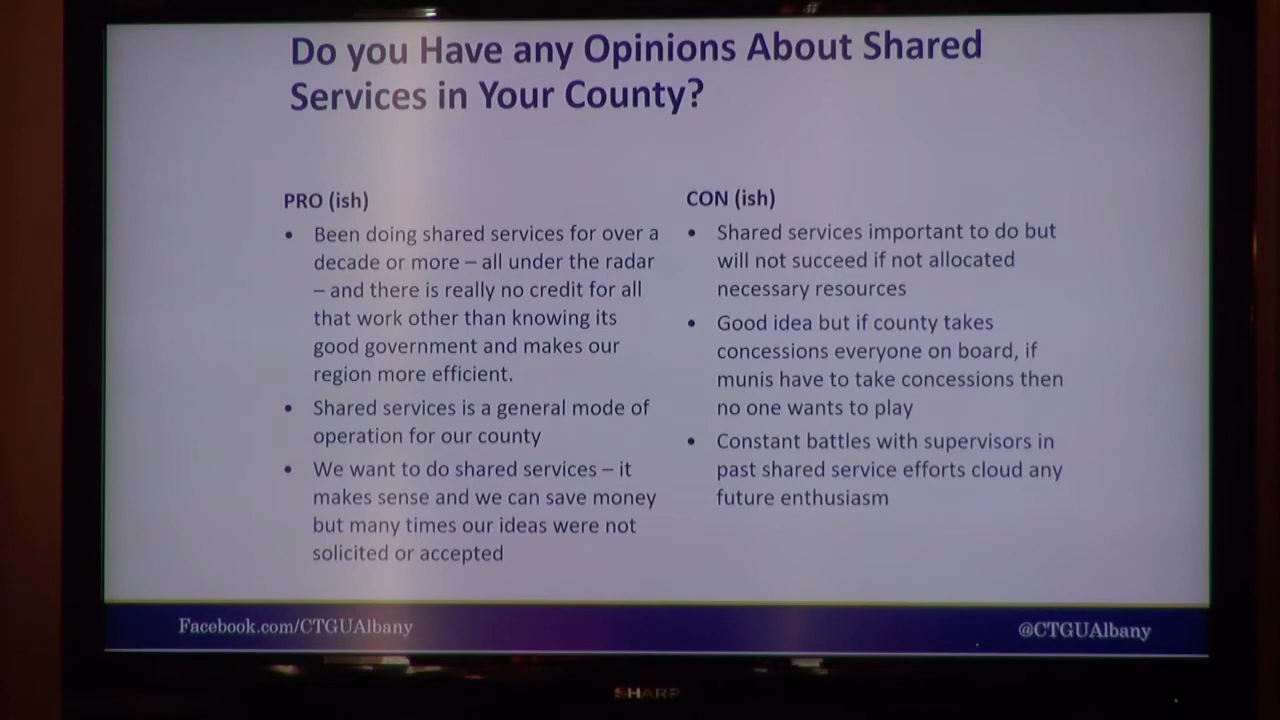 Do you Have any Opinions About Shared
Services in Your County?
PRO (ish)
• Been doing shared services for over a
decade or more – all under the radar
– and there is really no credit for all
that work other than knowing its
good government and makes our
region more efficient.
• Shared services is a general mode of
operation for our county
• We want to do shared services – it
makes sense and we can save money
but many times our ideas were not
solicited or accepted
CON (ish)
• Shared services important to do but
will not succeed if not allocated
necessary resources
• Good idea but if county takes
concessions everyone on board, if
munis have to take concessions then
no one wants to play
• Constant battles with supervisors in
past shared service efforts cloud any
future enthusiasm
Facebook.com/CTGUAlbany
@CTGUAlbany
SHARP